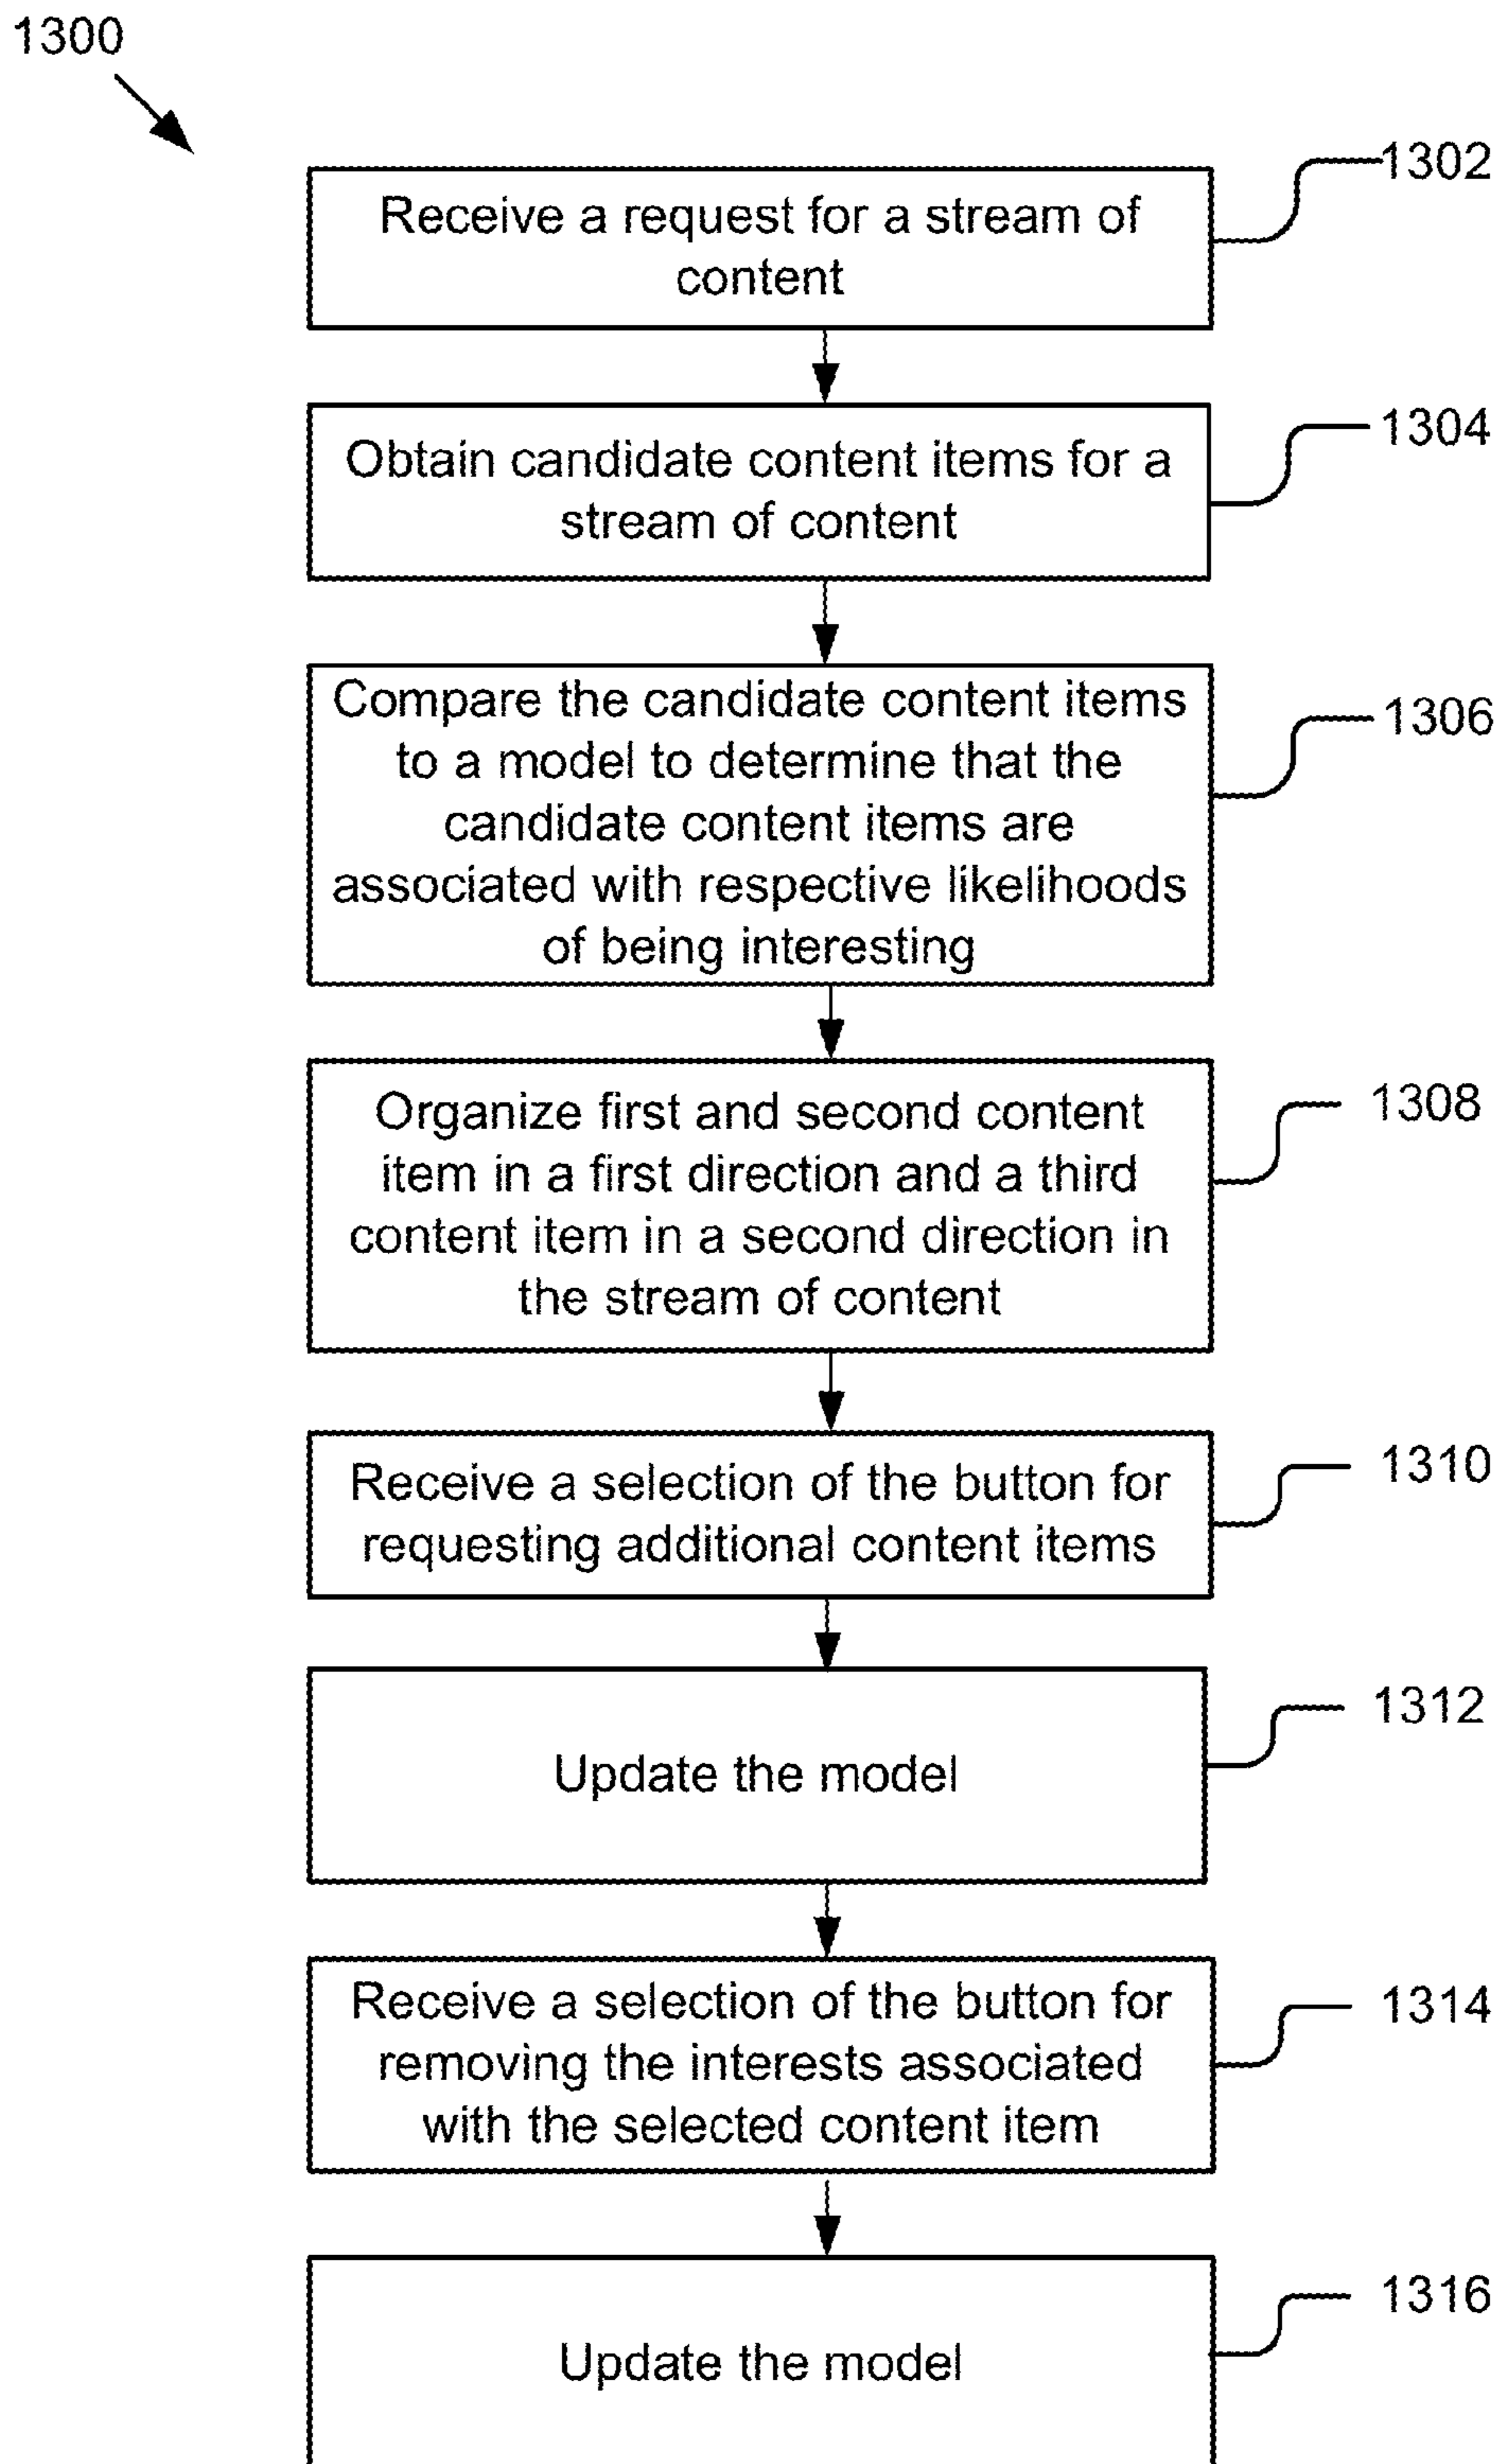 1300
1302
Receive a request for a stream of
content
1304
Obtain candidate content items for a
stream of content
Compare the candidate content items
1306
to a model to determine that the
candidate content items are
associated with respective likelihoods
of being interesting
1308
Organize first and second content
item in a first direction and a third
content item in a second direction in
the stream of content
1310
Receive a selection of the button for
requesting additional content items
1312
Update the model
1314
Receive a selection of the button for
removing the interests associated
with the selected content item
1316
Update the model